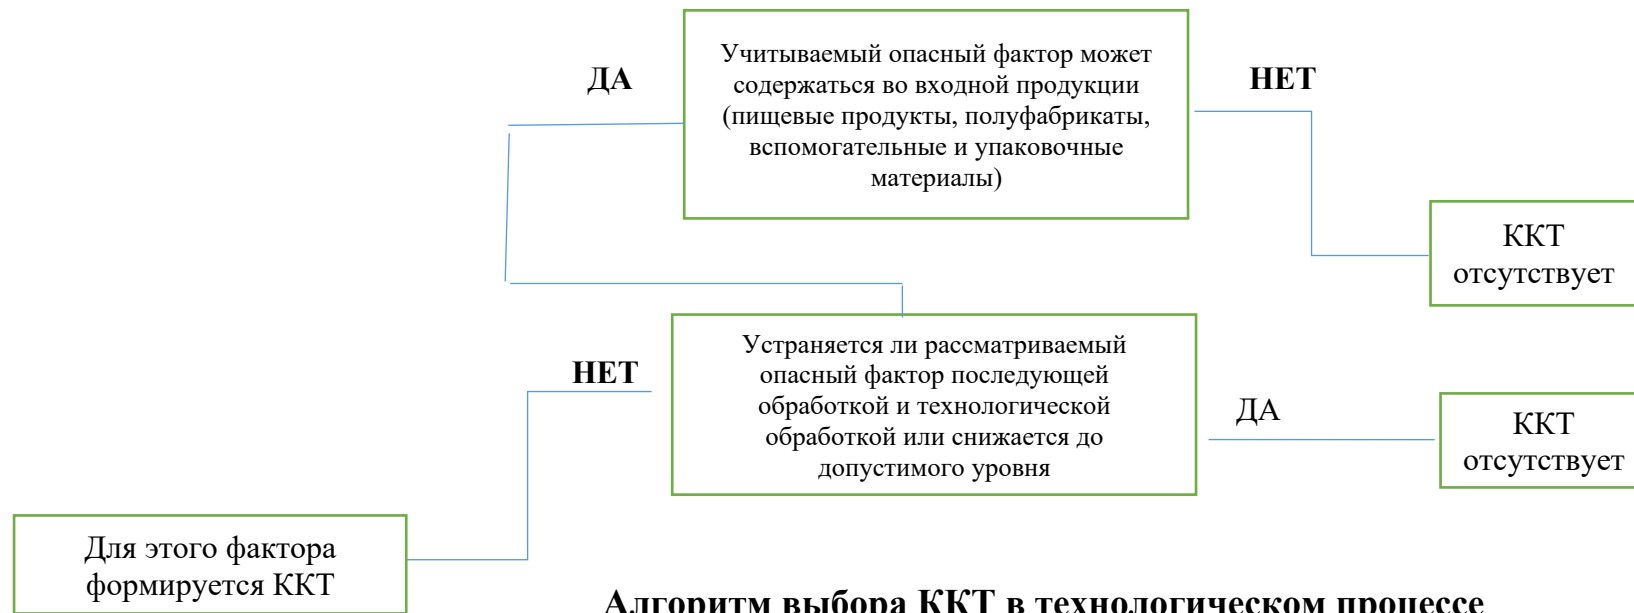 Учитываемый опасный фактор может
содержаться во входной продукции
(пищевые продукты, полуфабрикаты,
вспомогательные и упаковочные
материалы)
ДА
НЕТ
ККТ
отсутствует
Устраняется ли рассматриваемый
опасный фактор последующей
обработкой и технологической
обработкой или снижается до
допустимого уровня
НЕТ
ДА
ККТ
отсутствует
Для этого фактора
формируется ККТ
Алгоритм выбора ККТ в технологическом процессе